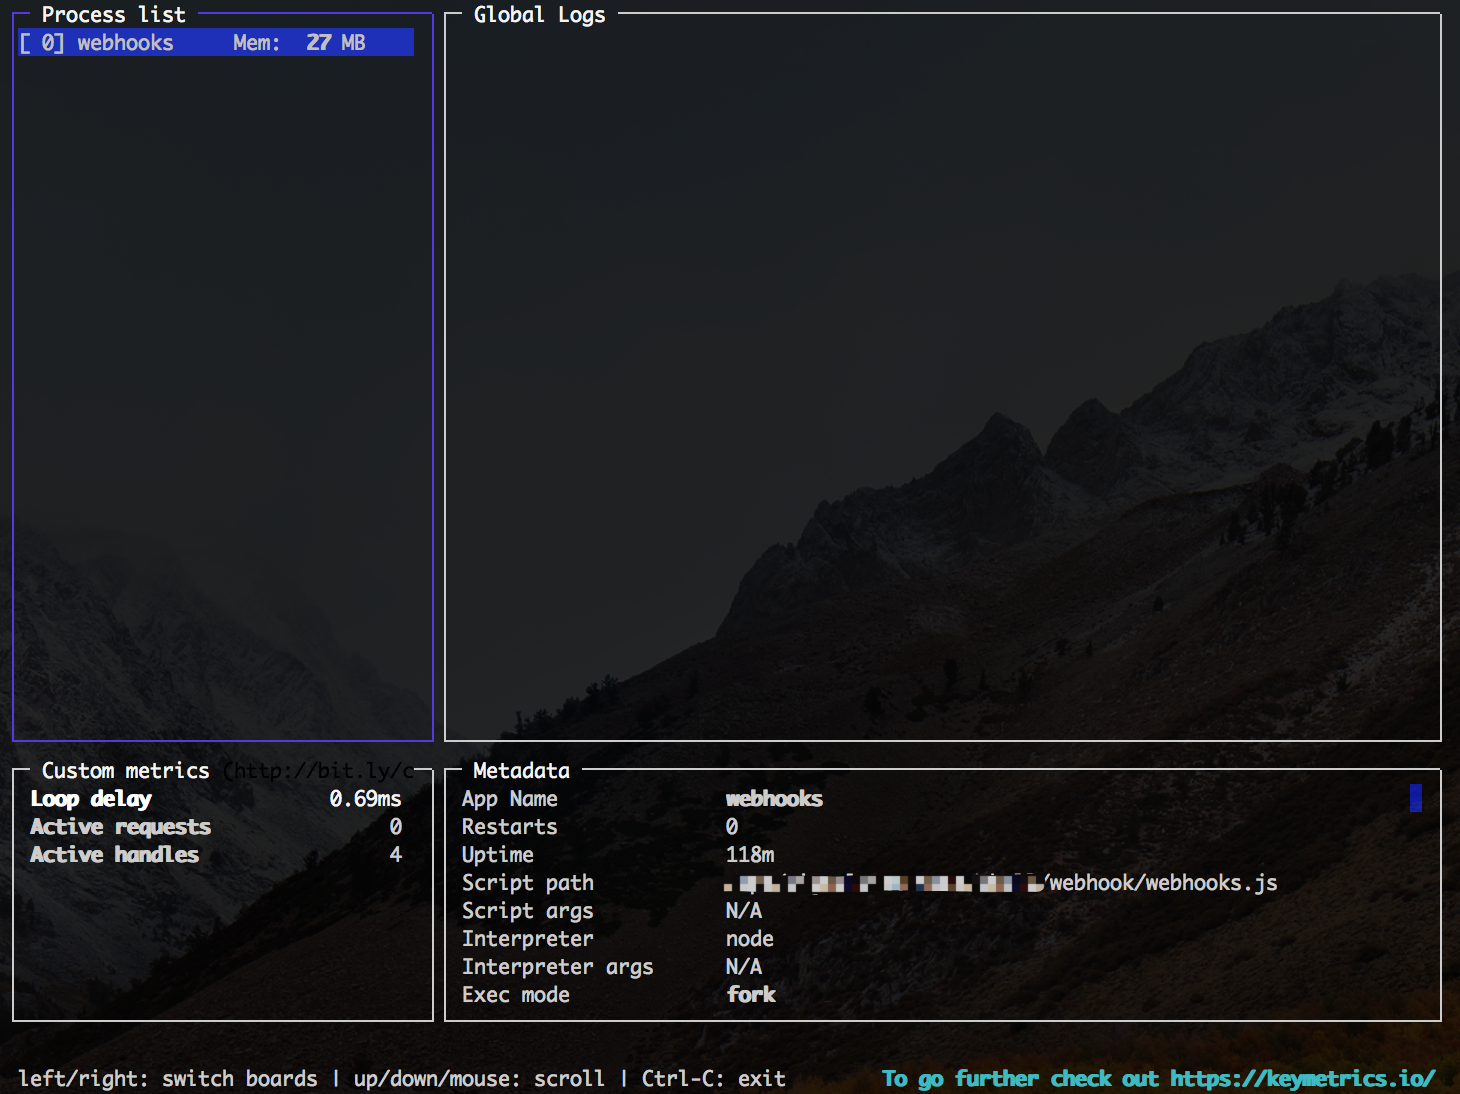 Process list
[ 0] webhooks Mem: 27 MB
Global Logs
Custom metrics (http://bit.ly/c
Loop delay 0.69ms
Active requests 0
Active handles 4
Metadata
App Name webhooks
Restarts 0
Uptime 118m
Script path /webhook/webhooks.js
Script args N/A
Interpreter node
Interpreter args N/A
Exec mode fork
left/right: switch boards | up/down/mouse: scroll | Ctrl-C: exit
To go further check out https://keymetrics.io/